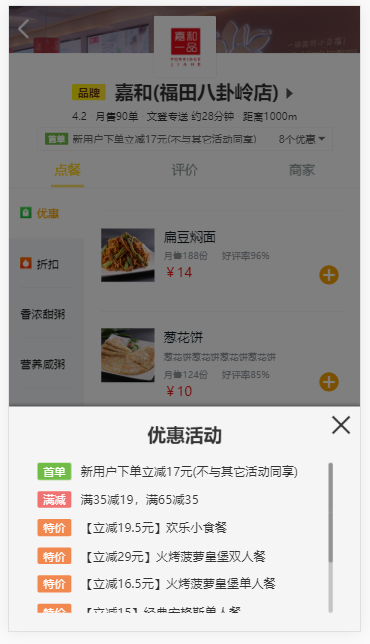 嘉和
一品
PORRIDGE
JIAHE
品牌 嘉和(福田八卦岭店)
4.2 月售90单 文登专送 约28分钟 距离1000m
首单 新用户下单立减17元(不与其它活动同享) 8个优惠
点餐 评价 商家
优惠
扁豆焖面
月售188份 好评率96%
￥14
折扣
香浓甜粥
葱花饼
葱花饼葱花饼葱花饼葱花饼
月售124份 好评率85%
￥10
营养咸粥
优惠活动
首单 新用户下单立减17元(不与其它活动同享)
满减 满35减19，满65减35
特价 【立减19.5元】欢乐小食餐
特价 【立减29元】火烤菠萝皇堡双人餐
特价 【立减16.5元】火烤菠萝皇堡单人餐
特价 【立减15】经典安格斯单人餐